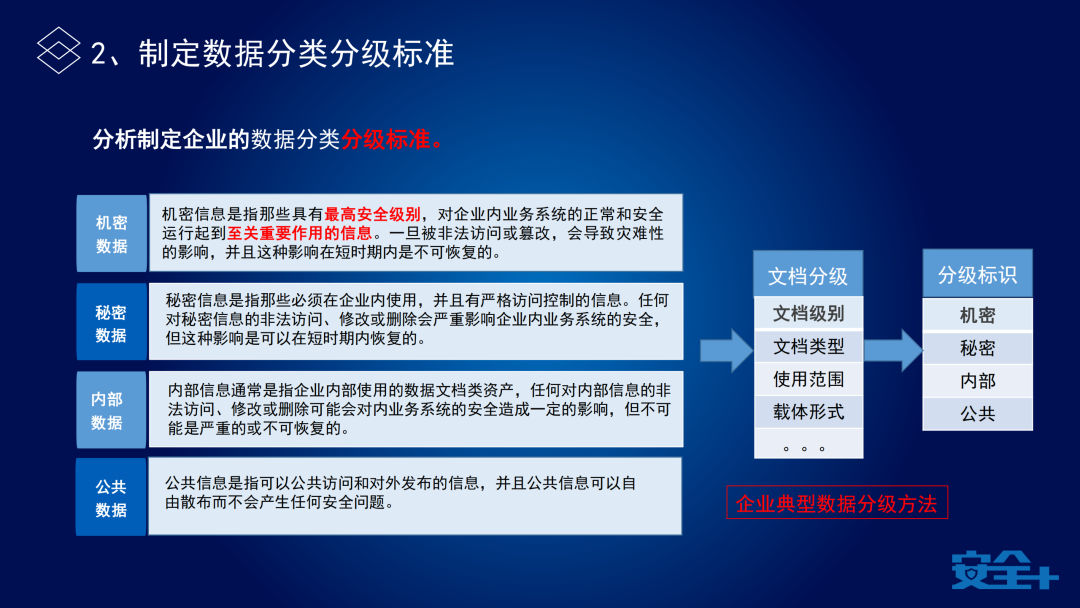 2、制定数据分类分级标准
分析制定企业的数据分类分级标准。
机密
数据
机密信息是指那些具有最高安全级别，对企业内业务系统的正常和安全
运行起到至关重要作用的信息。一旦被非法访问或篡改，会导致灾难性
的影响，并且这种影响在短时期内是不可恢复的。
秘密
数据
秘密信息是指那些必须在企业内使用，并且有严格访问控制的信息。任何
对秘密信息的非法访问、修改或删除会严重影响企业内业务系统的安全，
但这种影响是可以在短时期内恢复的。
内部
数据
内部信息通常是指企业内部使用的数据文档类资产，任何对内部信息的非
法访问、修改或删除可能会对内业务系统的安全造成一定的影响，但不可
能是严重的或不可恢复的。
公共
数据
公共信息是指可以公共访问和对外发布的信息，并且公共信息可以自
由散布而不会产生任何安全问题。
文档分级
文档级别
文档类型
使用范围
载体形式
。。。
分级标识
机密
秘密
内部
公共
企业典型数据分级方法
安全+